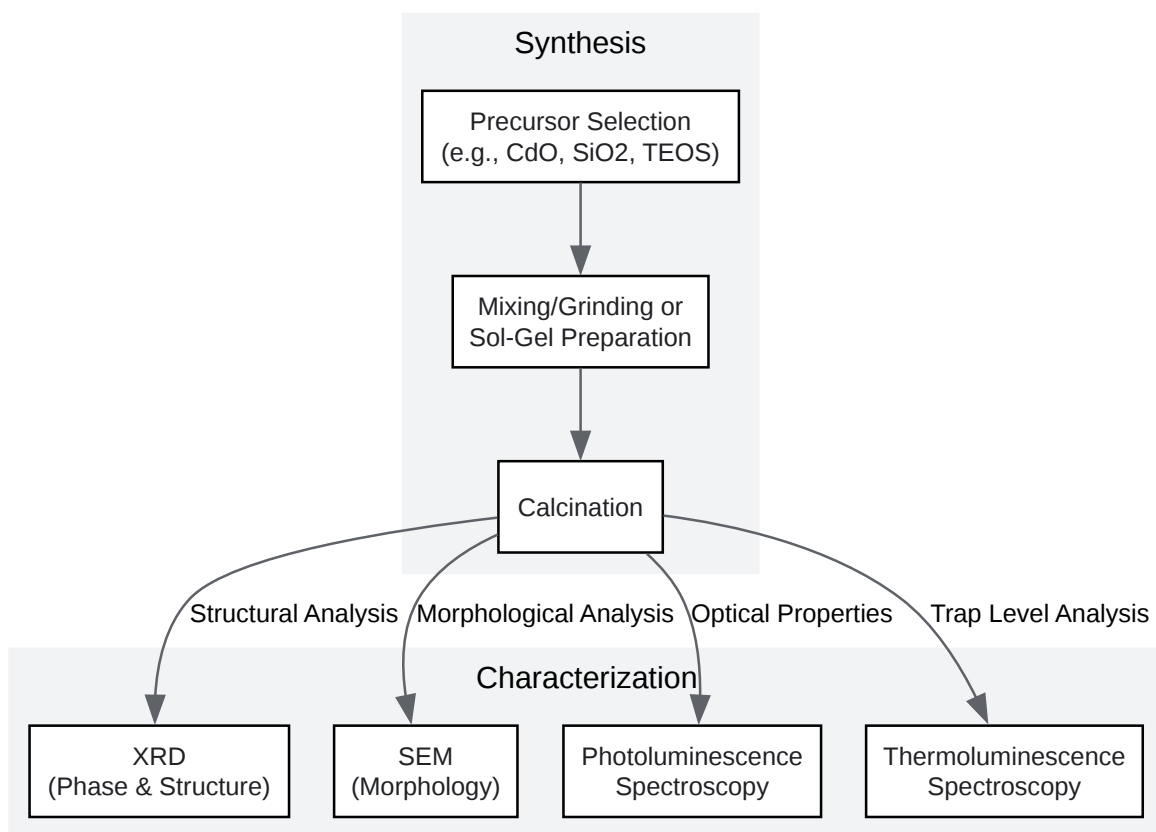 Synthesis
Precursor Selection
(e.g., CdO, SiO2, TEOS)
Mixing/Grinding or
Sol-Gel Preparation
Calcination
Structural Analysis
Morphological Analysis
Optical Properties
Trap Level Analysis
Characterization
XRD
(Phase & Structure)
SEM
(Morphology)
Photoluminescence
Spectroscopy
Thermoluminescence
Spectroscopy